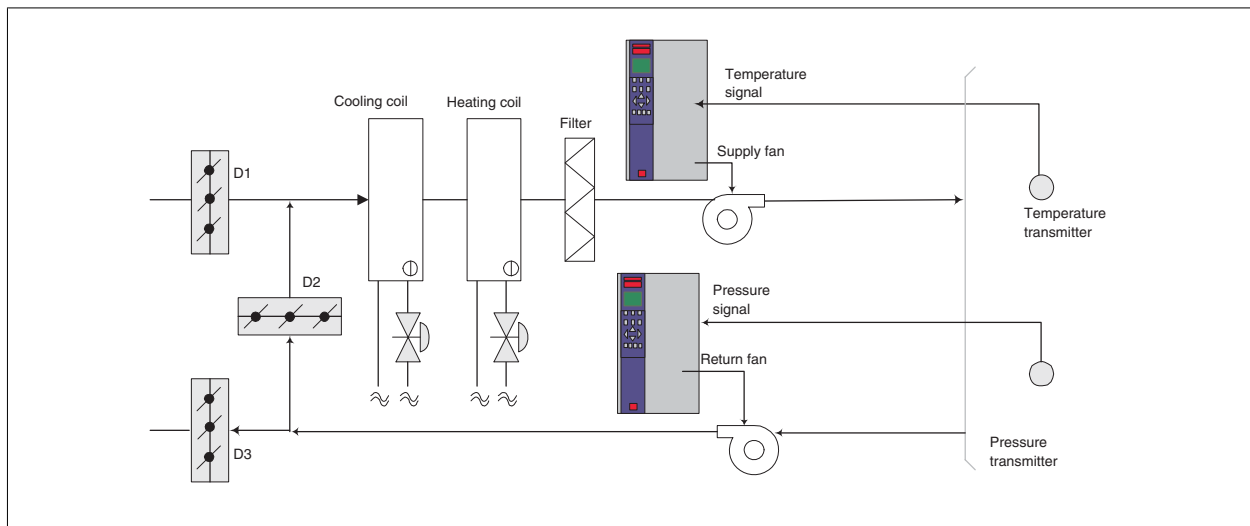 Cooling coil
Heating coil
Filter
Temperature
signal
Supply fan
D1
Temperature
transmitter
D2
Pressure
signal
Return fan
D3
Pressure
transmitter